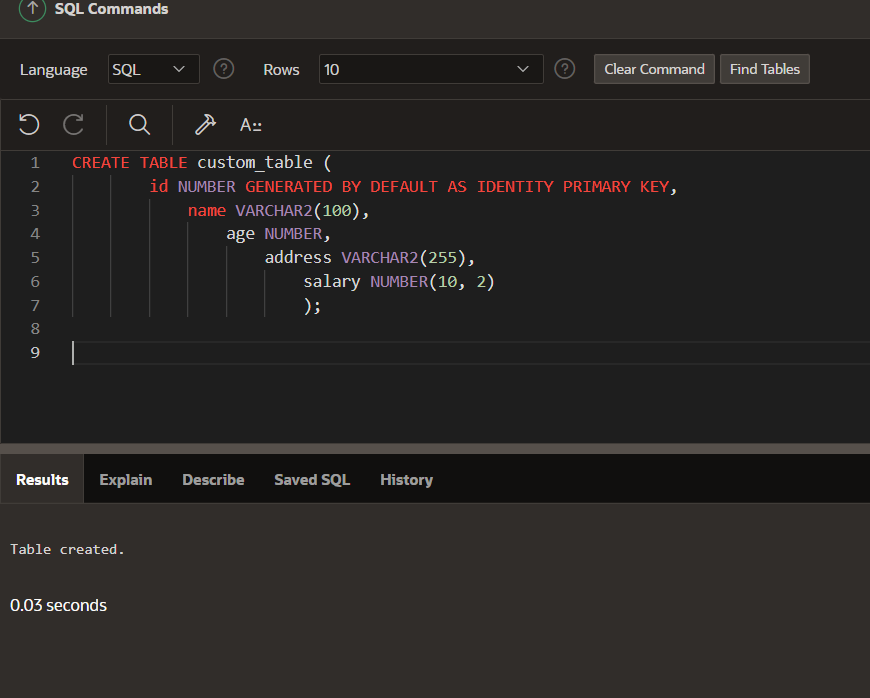 SQL Commands
Language SQL ? Rows 10 ? Clear Command Find Tables
A::
1 CREATE TABLE custom_table (
2 id NUMBER GENERATED BY DEFAULT AS IDENTITY PRIMARY KEY,
3 name VARCHAR2(100),
4 age NUMBER,
5 address VARCHAR2(255),
6 salary NUMBER(10, 2)
7 );
8
9
Results Explain Describe Saved SQL History
Table created.
0.03 seconds